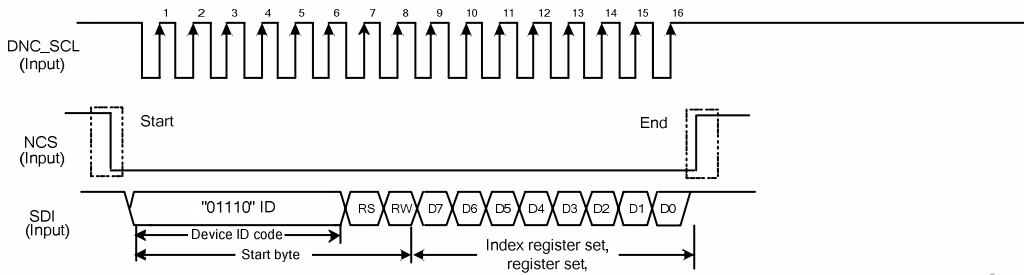 1 2 3 4 5 6 7 8 9 10 11 12 13 14 15 16
DNC_SCL
(Input)
Start
End
NCS
(Input)
SDI
(Input)
"01110" ID
RS RW D7 D6 D5 D4 D3 D2 D1 D0
Device ID code
Start byte
Index register set,
register set,